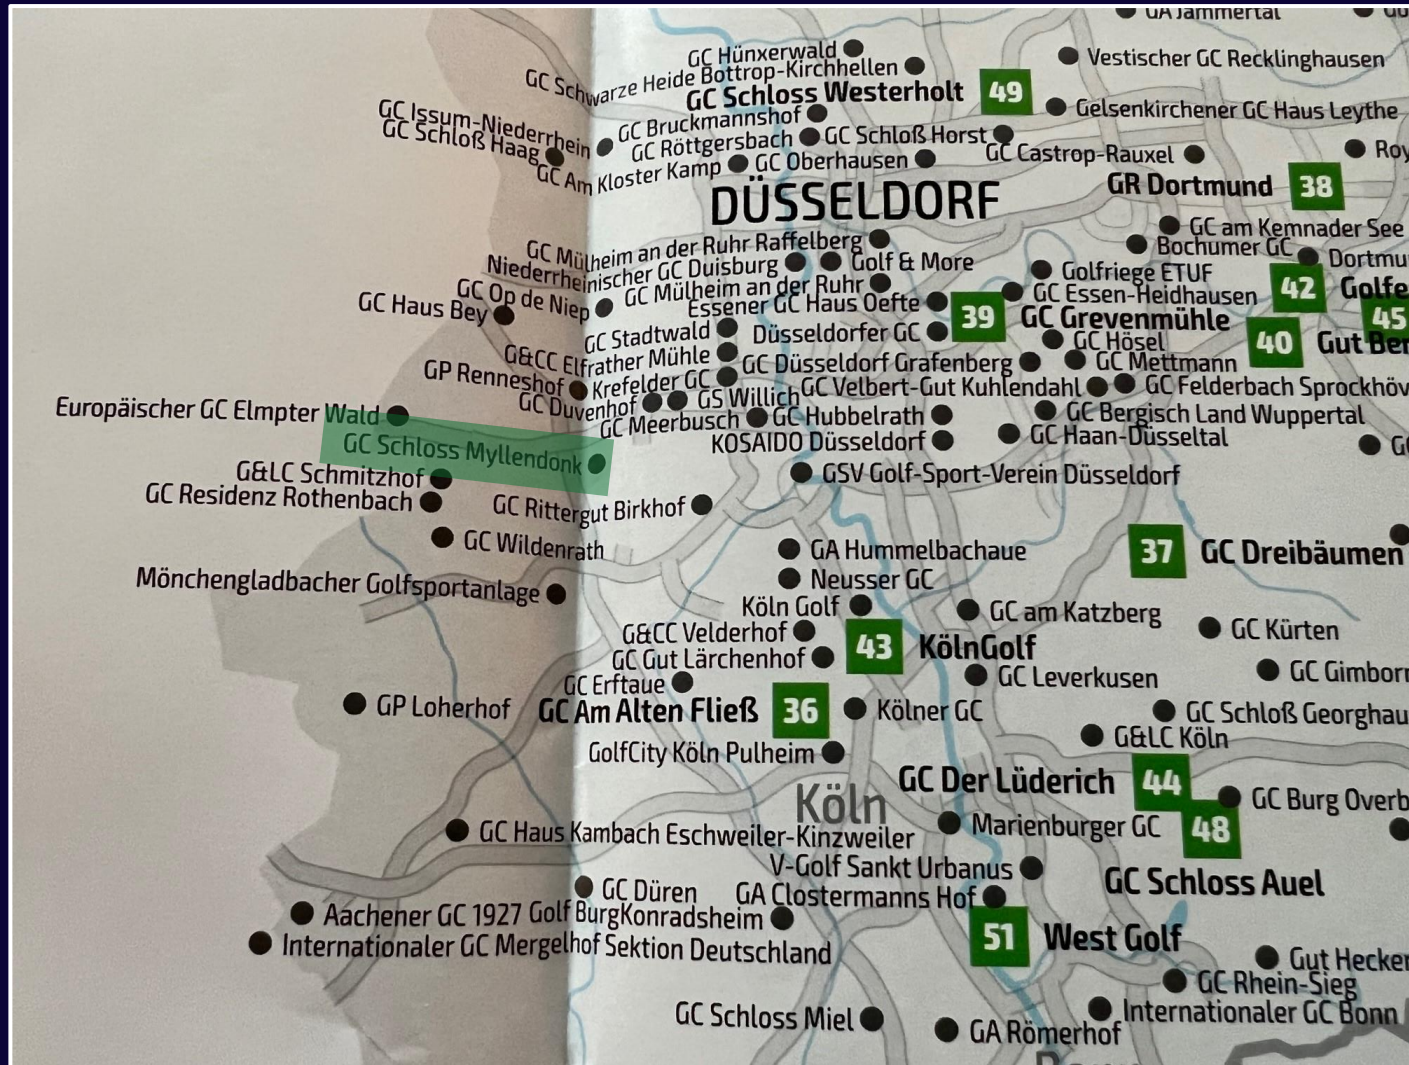 GA Jammertal
GC Hünxerwald
Vestischer GC Recklinghausen
GC Schwarze Heide Bottrop-Kirchhellen
GC Schloss Westerholt 49
Gelsenkirchener GC Haus Leythe
GC Issum-Niederrhein
GC Bruckmannshof
GC Schloß Haag
GC Röttgersbach
GC Schloß Horst
GC Am Kloster Kamp
GC Oberhausen
GC Castrop-Rauxel
Roy
GR Dortmund 38
DÜSSELDORF
GC am Kemnader See
GC Mülheim an der Ruhr Raffelberg
Bochumer GC
Dortmu
Niederrheinischer GC Duisburg
Golf & More
Golfriege ETUF
GC Op de Niep
GC Mülheim an der Ruhr
GC Essen-Heidhausen
42 Golfe
GC Haus Bey
Essener GC Haus Oefte
39 GC Grevenmühle
45
GC Stadtwald
Düsseldorfer GC
GC Hösel
40 Gut Ber
G&CC Elfrather Mühle
GC Düsseldorf Grafenberg
GC Mettmann
GP Renneshof
Krefelder GC
GC Velbert-Gut Kuhlendahl
GC Felderbach Sprockhöv
GC Duvenhof
GS Willich
Europäischer GC Elmpter Wald
GC Meerbusch
GC Hubbelrath
GC Bergisch Land Wuppertal
GC Schloss Myllendonk
KOSAIDO Düsseldorf
GC Haan-Düsseltal
G&LC Schmitzhof
GSV Golf-Sport-Verein Düsseldorf
GC Residenz Rothenbach
GC Rittergut Birkhof
GC Wildenrath
GA Hummelbachaue
37 GC Dreibäumen
Mönchengladbacher Golfsportanlage
Neusser GC
Köln Golf
GC am Katzberg
G&CC Velderhof
GC Kürten
GC Gut Lärchenhof
43 KölnGolf
GC Erftaue
GC Leverkusen
GC Gimborn
GP Loherhof
GC Am Alten Fließ 36
Kölner GC
GC Schloß Georghau
G&LC Köln
GolfCity Köln Pulheim
GC Der Lüderich 44
Köln
GC Burg Overb
GC Haus Kambach Eschweiler-Kinzweiler
Marienburger GC
48
V-Golf Sankt Urbanus
GC Schloss Auel
GC Düren
GA Clostermanns Hof
Aachener GC 1927
Golf BurgKonradsheim
51 West Golf
Internationaler GC Mergelhof Sektion Deutschland
Gut Hecken
GC Rhein-Sieg
GC Schloss Miel
Internationaler GC Bonn
GA Römerhof